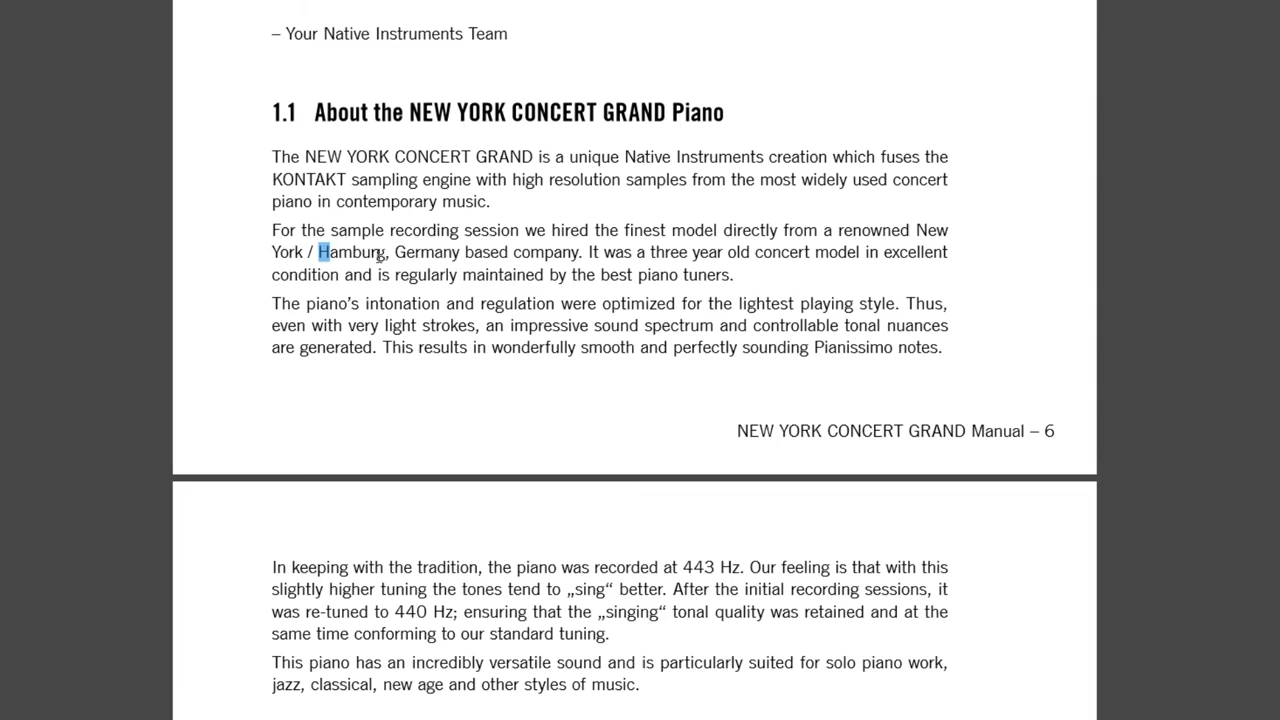 – Your Native Instruments Team
1.1 About the NEW YORK CONCERT GRAND Piano
The NEW YORK CONCERT GRAND is a unique Native Instruments creation which fuses the
KONTAKT sampling engine with high resolution samples from the most widely used concert
piano in contemporary music.
For the sample recording session we hired the finest model directly from a renowned New
York / Hamburg, Germany based company. It was a three year old concert model in excellent
condition and is regularly maintained by the best piano tuners.
The piano’s intonation and regulation were optimized for the lightest playing style. Thus,
even with very light strokes, an impressive sound spectrum and controllable tonal nuances
are generated. This results in wonderfully smooth and perfectly sounding Pianissimo notes.
NEW YORK CONCERT GRAND Manual – 6
In keeping with the tradition, the piano was recorded at 443 Hz. Our feeling is that with this
slightly higher tuning the tones tend to „sing“ better. After the initial recording sessions, it
was re-tuned to 440 Hz; ensuring that the „singing“ tonal quality was retained and at the
same time conforming to our standard tuning.
This piano has an incredibly versatile sound and is particularly suited for solo piano work,
jazz, classical, new age and other styles of music.